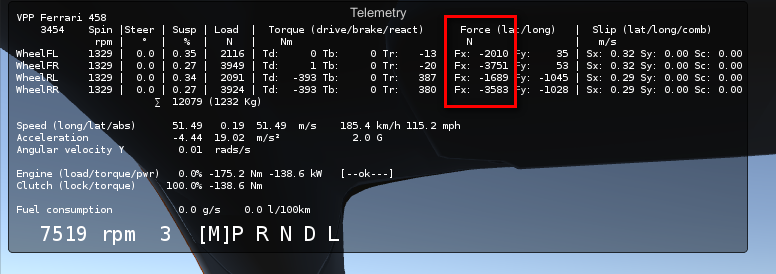 Telemetry
VPP Ferrari 458
3454 Spin |Steer | Susp | Load | Torque (drive/brake/react) | Force (lat/long) | Slip (lat/long/comb)
rpm | ° | % | N | Nm | N | m/s
WheelFL 1329 | 0.0 | 0.35 | 2116 | Td: 0 Tb: 0 Tr: -13 Fx: -2010 Fy: 35 | Sx: 0.32 Sy: 0.00 Sc: 0.00
WheelFR 1329 | 0.0 | 0.27 | 3949 | Td: 1 Tb: 0 Tr: -20 Fx: -3751 Fy: 53 | Sx: 0.32 Sy: 0.00 Sc: 0.00
WheelRL 1329 | 0.0 | 0.34 | 2091 | Td: -393 Tb: 0 Tr: 387 Fx: -1689 Fy: -1045 | Sx: 0.29 Sy: 0.00 Sc: 0.00
WheelRR 1329 | 0.0 | 0.27 | 3924 | Td: -393 Tb: 0 Tr: 380 Fx: -3583 Fy: -1028 | Sx: 0.29 Sy: 0.00 Sc: 0.00
Σ 12079 (1232 Kg)
Speed (long/lat/abs) 51.49 0.19 51.49 m/s 185.4 km/h 115.2 mph
Acceleration -4.44 19.02 m/s² 2.0 G
Angular velocity Y 0.01 rads/s
Engine (load/torque/pwr) 0.0% -175.2 Nm -138.6 kW [--ok---]
Clutch (lock/torque) 100.0% -138.6 Nm
Fuel consumption 0.0 g/s 0.0 l/100km
7519 rpm 3 [M]P R N D L